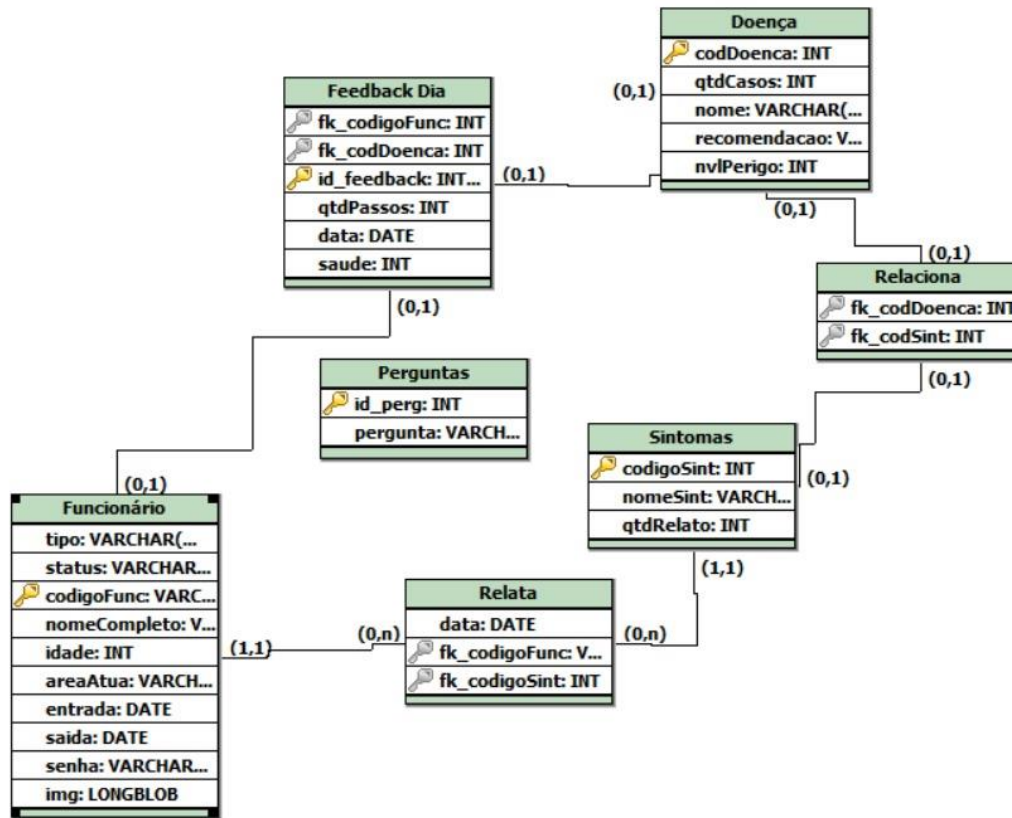 Doença
codDoenca: INT
qtdCasos: INT
nome: VARCHAR(...
recomendacao: V...
nvlPerigo: INT
(0,1)
(0,1)
(0,1)
Feedback Dia
fk_codigoFunc: INT
fk_codDoenca: INT
id_feedback: INT...
qtdPassos: INT
data: DATE
saude: INT
(0,1)
(0,1)
Relaciona
fk_codDoenca: INT
fk_codSint: INT
(0,1)
Perguntas
id_perg: INT
pergunta: VARCH...
Sintomas
codigoSint: INT
nomeSint: VARCH...
qtdRelato: INT
(0,1)
(1,1)
(0,1)
Funcionário
tipo: VARCHAR(...
status: VARCHAR...
codigoFunc: VARC...
nomeCompleto: V...
idade: INT
areaAtua: VARCH...
entrada: DATE
saida: DATE
senha: VARCHAR...
img: LONGBLOB
(1,1)
(0,n)
Relata
data: DATE
fk_codigoFunc: V...
fk_codigoSint: INT
(0,n)